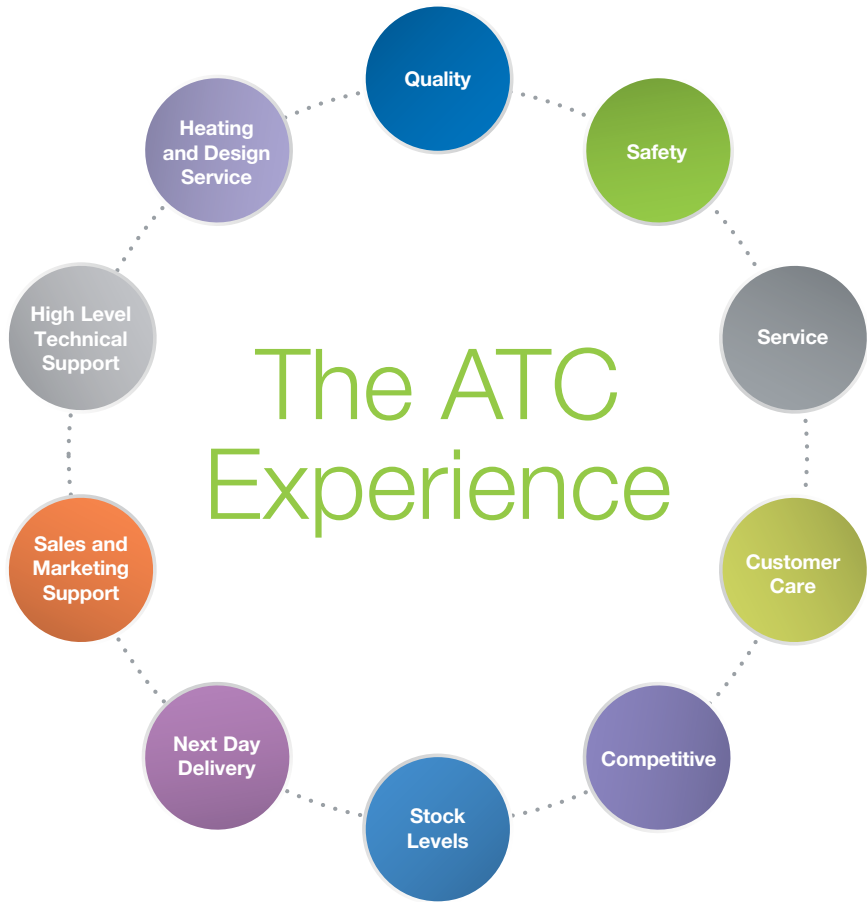 Quality
Safety
Service
Customer
Care
Competitive
Stock
Levels
Next Day
Delivery
Sales and
Marketing
Support
High Level
Technical
Support
Heating
and Design
Service
The ATC
Experience